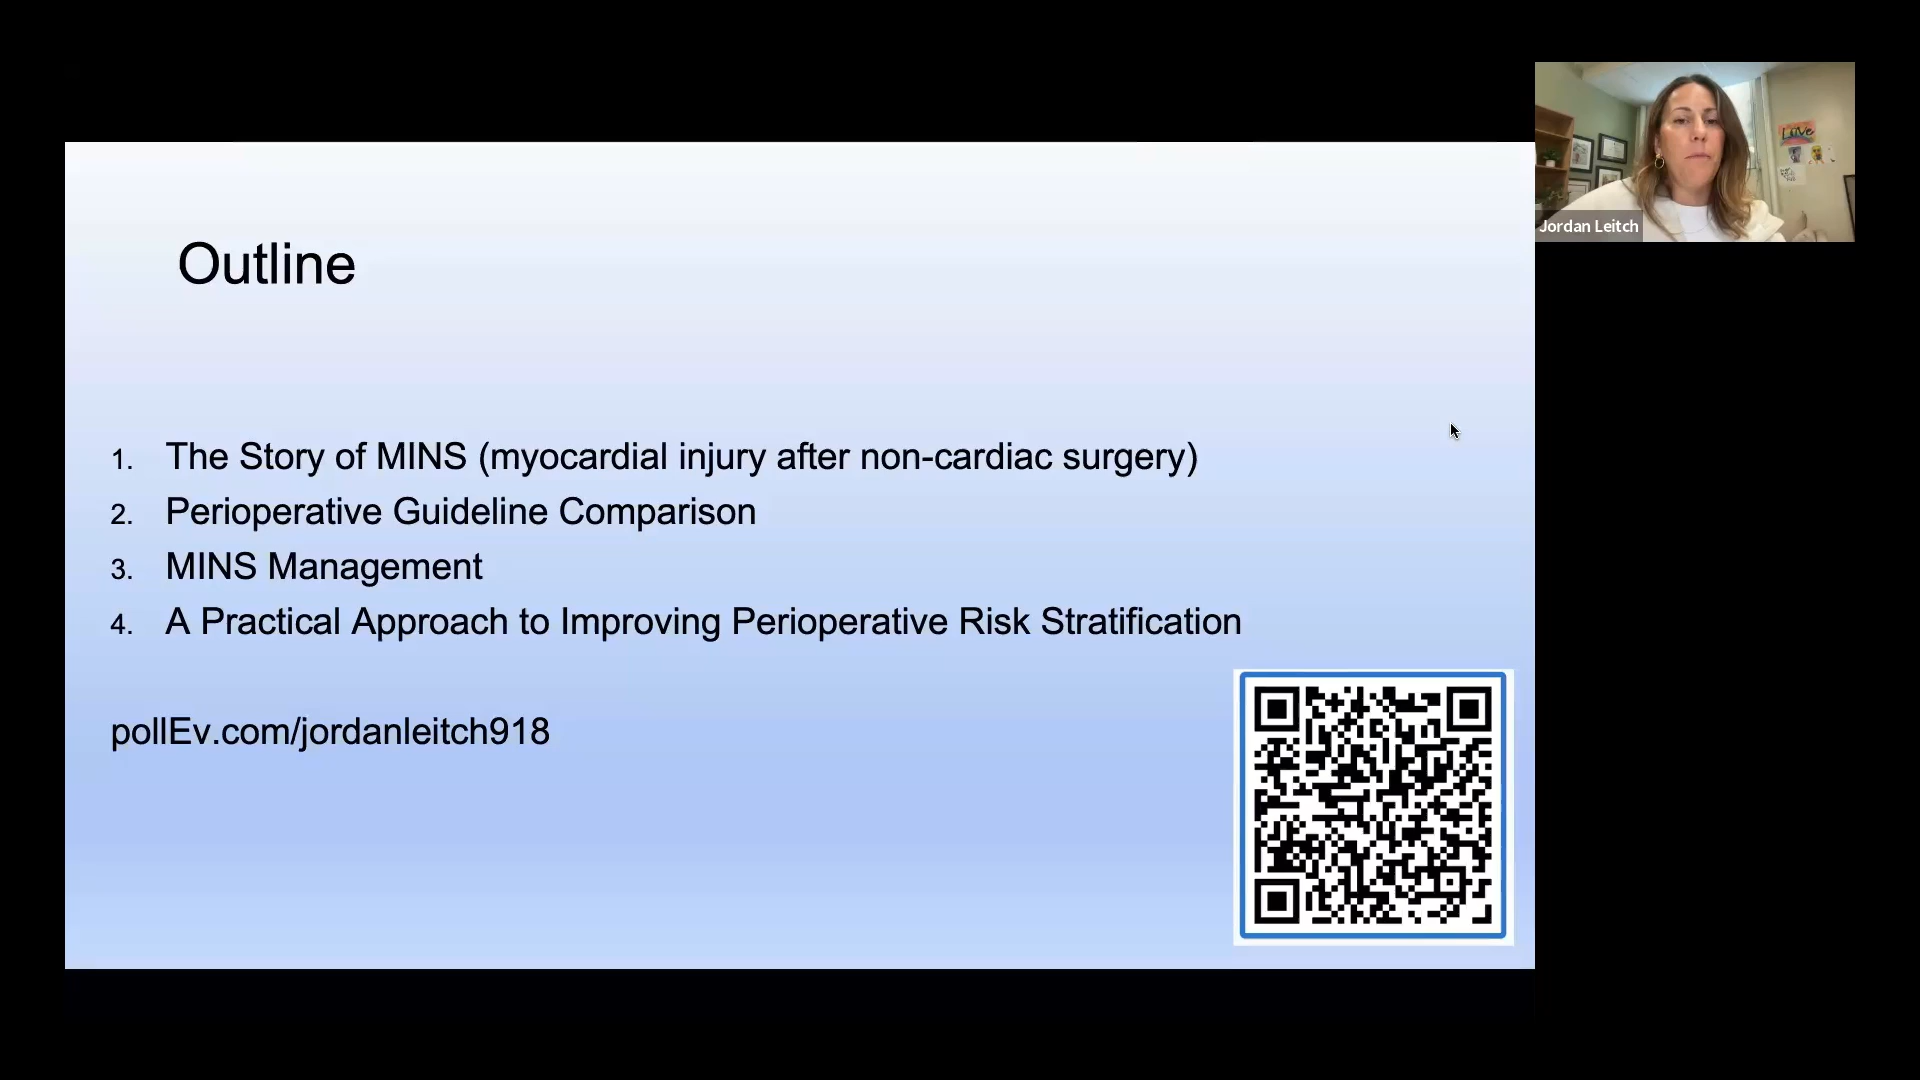 Outline
1. The Story of MINS (myocardial injury after non-cardiac surgery)
2. Perioperative Guideline Comparison
3. MINS Management
4. A Practical Approach to Improving Perioperative Risk Stratification
pollEv.com/jordanleitch918
Love
Jordan Leitch